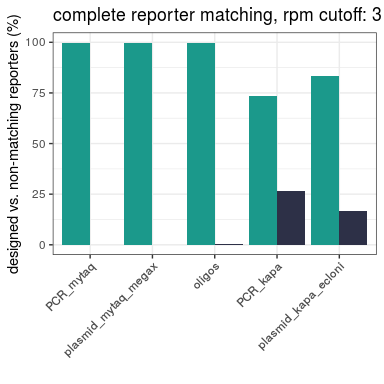 complete reporter matching, rpm cutoff: 3
designed vs. non-matching reporters (%)
100
75
50
25
0
PCR_mytaq
plasmid_mytaq_megax
oligos
PCR_kapa
plasmid_kapa_ecloni